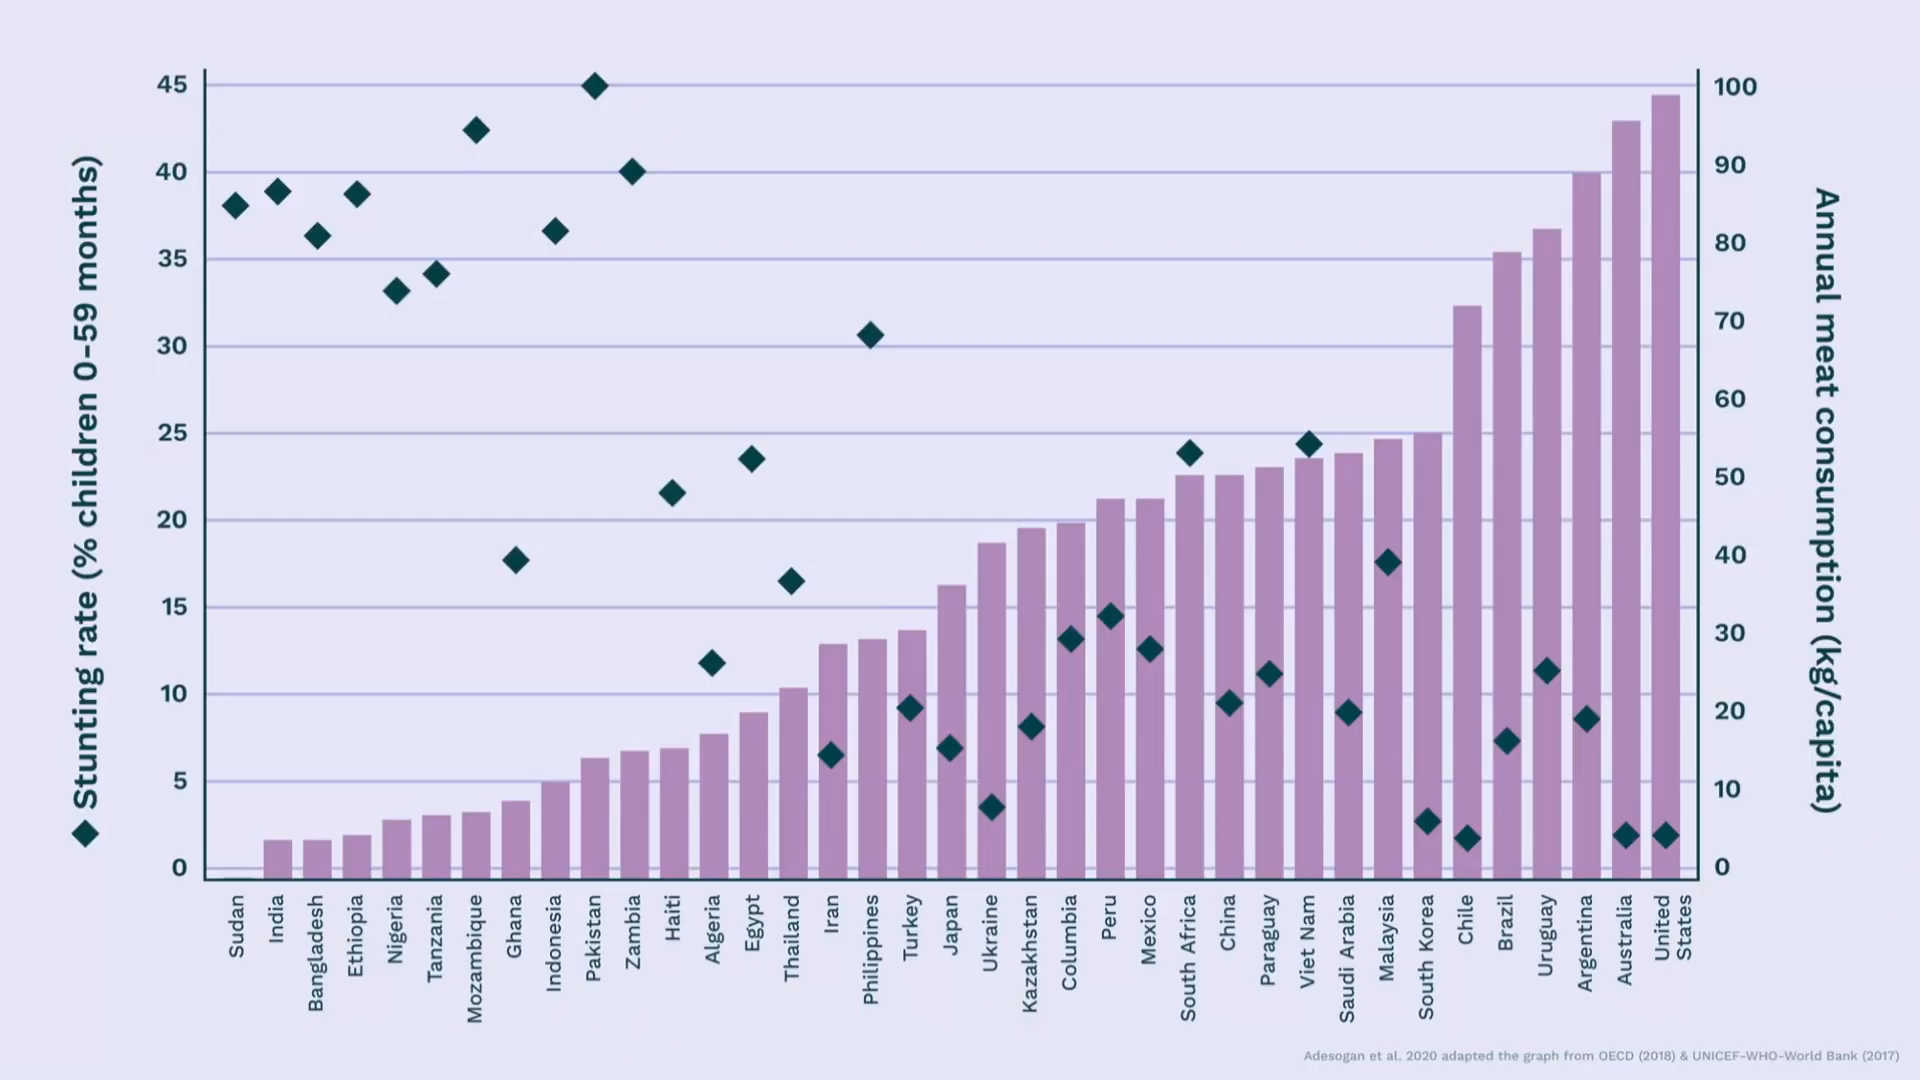 ◆ Stunting rate (% children 0-59 months)
45
40
35
30
25
20
15
10
5
0
100
90
80
70
60
50
40
30
20
10
0
Annual meat consumption (kg/capita)
Sudan
India
Bangladesh
Ethiopia
Nigeria
Tanzania
Mozambique
Ghana
Indonesia
Pakistan
Zambia
Haiti
Algeria
Egypt
Thailand
Iran
Philippines
Turkey
Japan
Ukraine
Kazakhstan
Columbia
Peru
Mexico
South Africa
China
Paraguay
Viet Nam
Saudi Arabia
Malaysia
South Korea
Chile
Brazil
Uruguay
Argentina
Australia
United
States
Adesogan et al. 2020 adapted the graph from OECD (2018) & UNICEF-WHO-World Bank (2017)